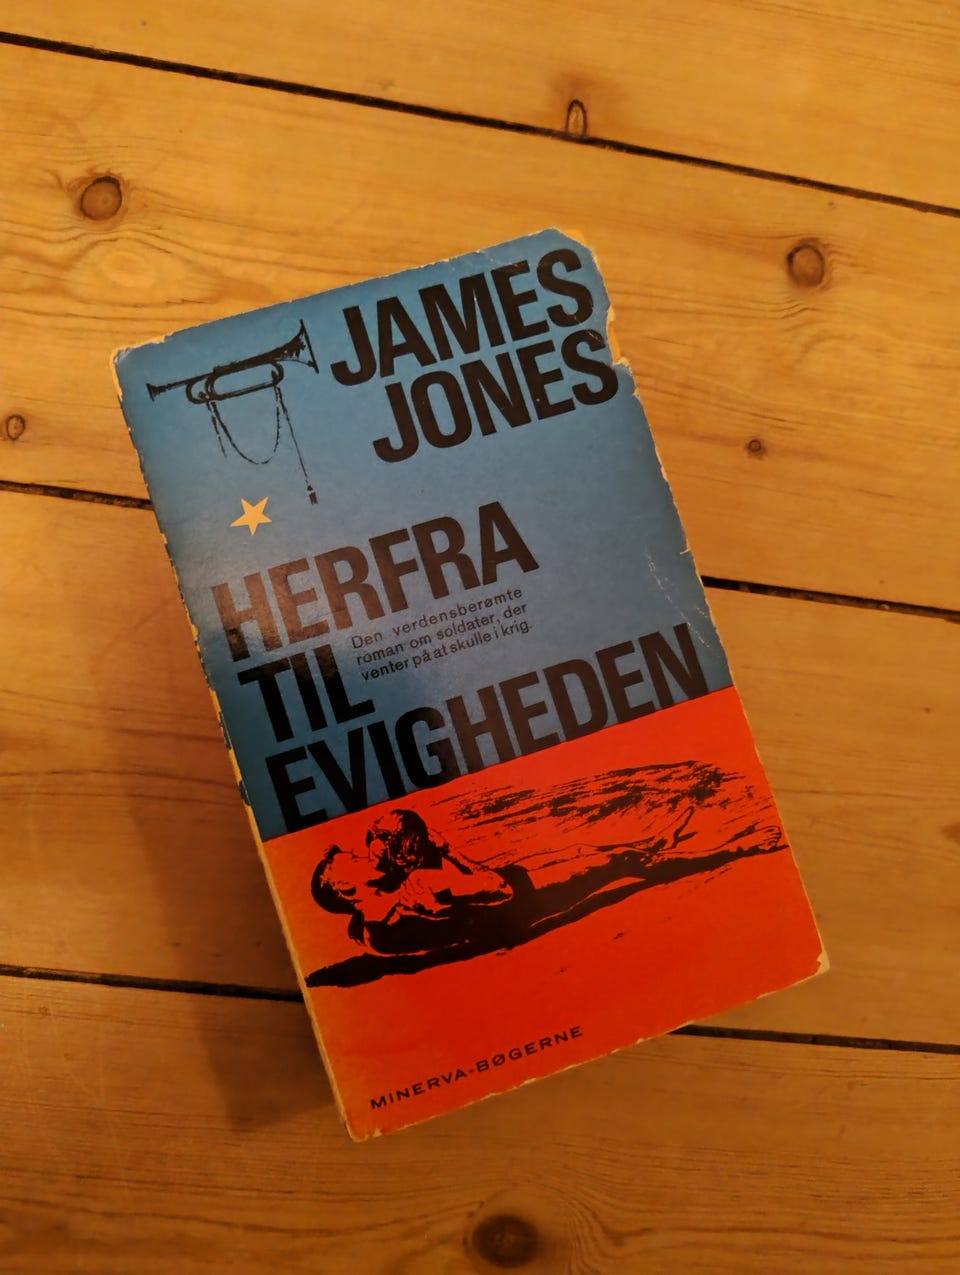 JAMES
JONES
HERFRA
Den verdensberømte
roman om soldater, der
venter på at skulle i krig.
TIL
EVIGHEDEN
MINERVA-BØGERNE